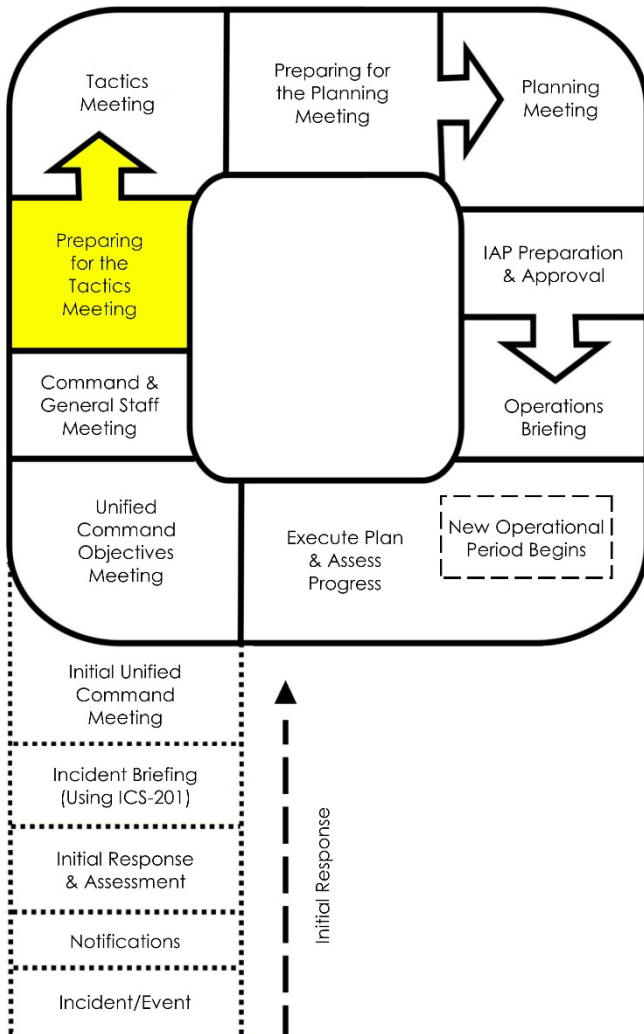 Tactics
Meeting
Preparing for
the Planning
Meeting
Planning
Meeting
Preparing
for the
Tactics
Meeting
IAP Preparation
& Approval
Command &
General Staff
Meeting
Operations
Briefing
Unified
Command
Objectives
Meeting
Execute Plan
& Assess
Progress
New Operational
Period Begins
Initial Unified
Command
Meeting
Incident Briefing
(Using ICS-201)
Initial Response
& Assessment
Notifications
Incident/Event
Initial Response